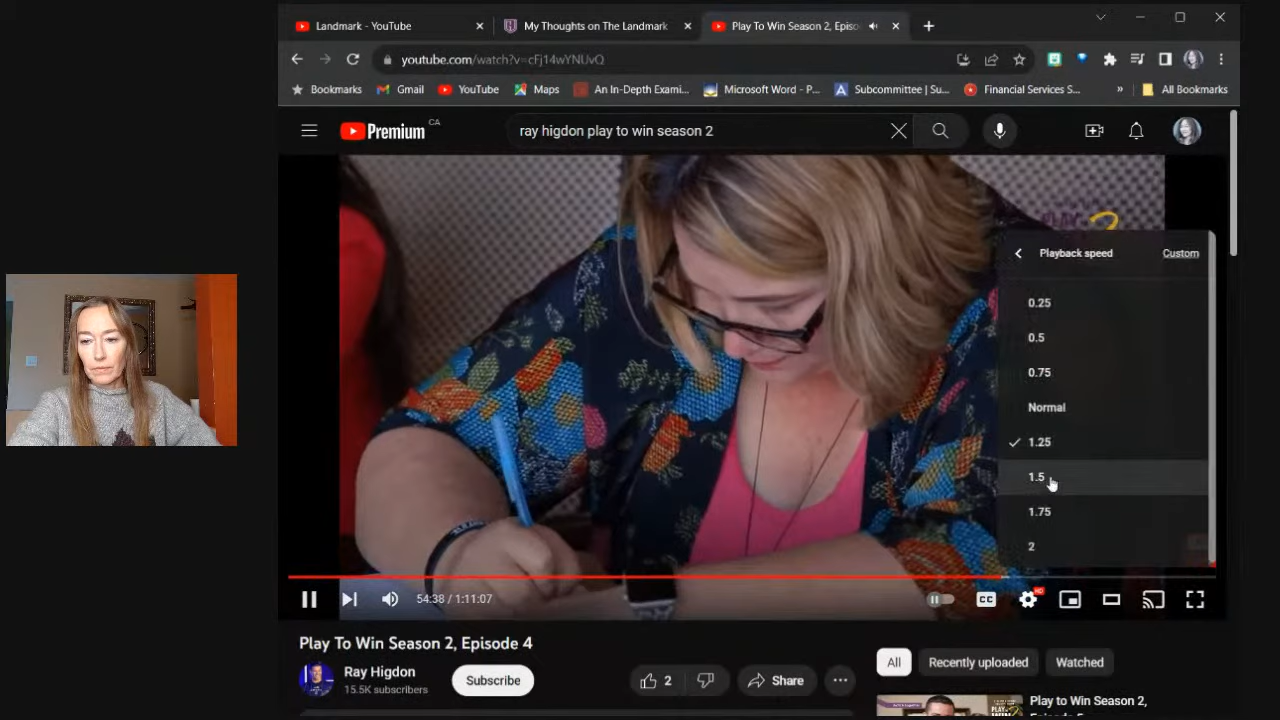 Landmark - YouTube
My Thoughts on The Landmark
Play To Win Season 2, Episo
youtube.com/watch?v=cFj14wYNUvQ
Bookmarks
Gmail
YouTube
Maps
An In-Depth Exami...
Microsoft Word - P...
Subcommittee | Su...
Financial Services S...
»
All Bookmarks
Premium
CA
ray higdon play to win season 2
Playback speed
Custom
0.25
0.5
0.75
Normal
1.25
1.5
1.75
2
54:38 / 1:11:07
CC
HD
Play To Win Season 2, Episode 4
Ray Higdon
15.5K subscribers
Subscribe
2
Share
All
Recently uploaded
Watched
Play to Win Season 2,